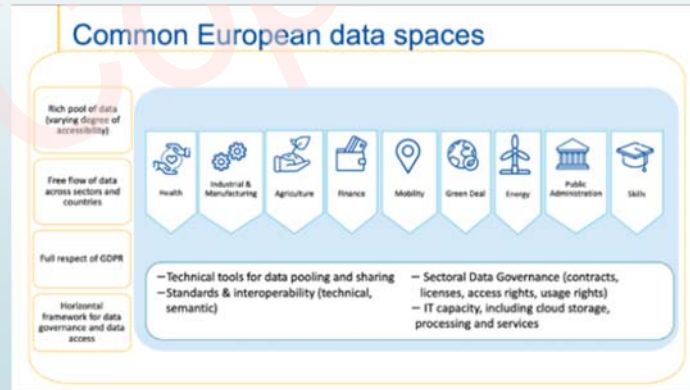 Common European data spaces
Rich pool of data
(varying degree of
accessibility)
Free flow of data
across sectors and
countries
Full respect of GDPR
Horizontal
framework for data
governance and data
access
Health
Industrial &
Manufacturing
Agriculture
Finance
Mobility
Green Deal
Energy
Public
Administration
Skills
– Technical tools for data pooling and sharing
– Standards & interoperability (technical,
semantic)
– Sectoral Data Governance (contracts,
licenses, access rights, usage rights)
– IT capacity, including cloud storage,
processing and services